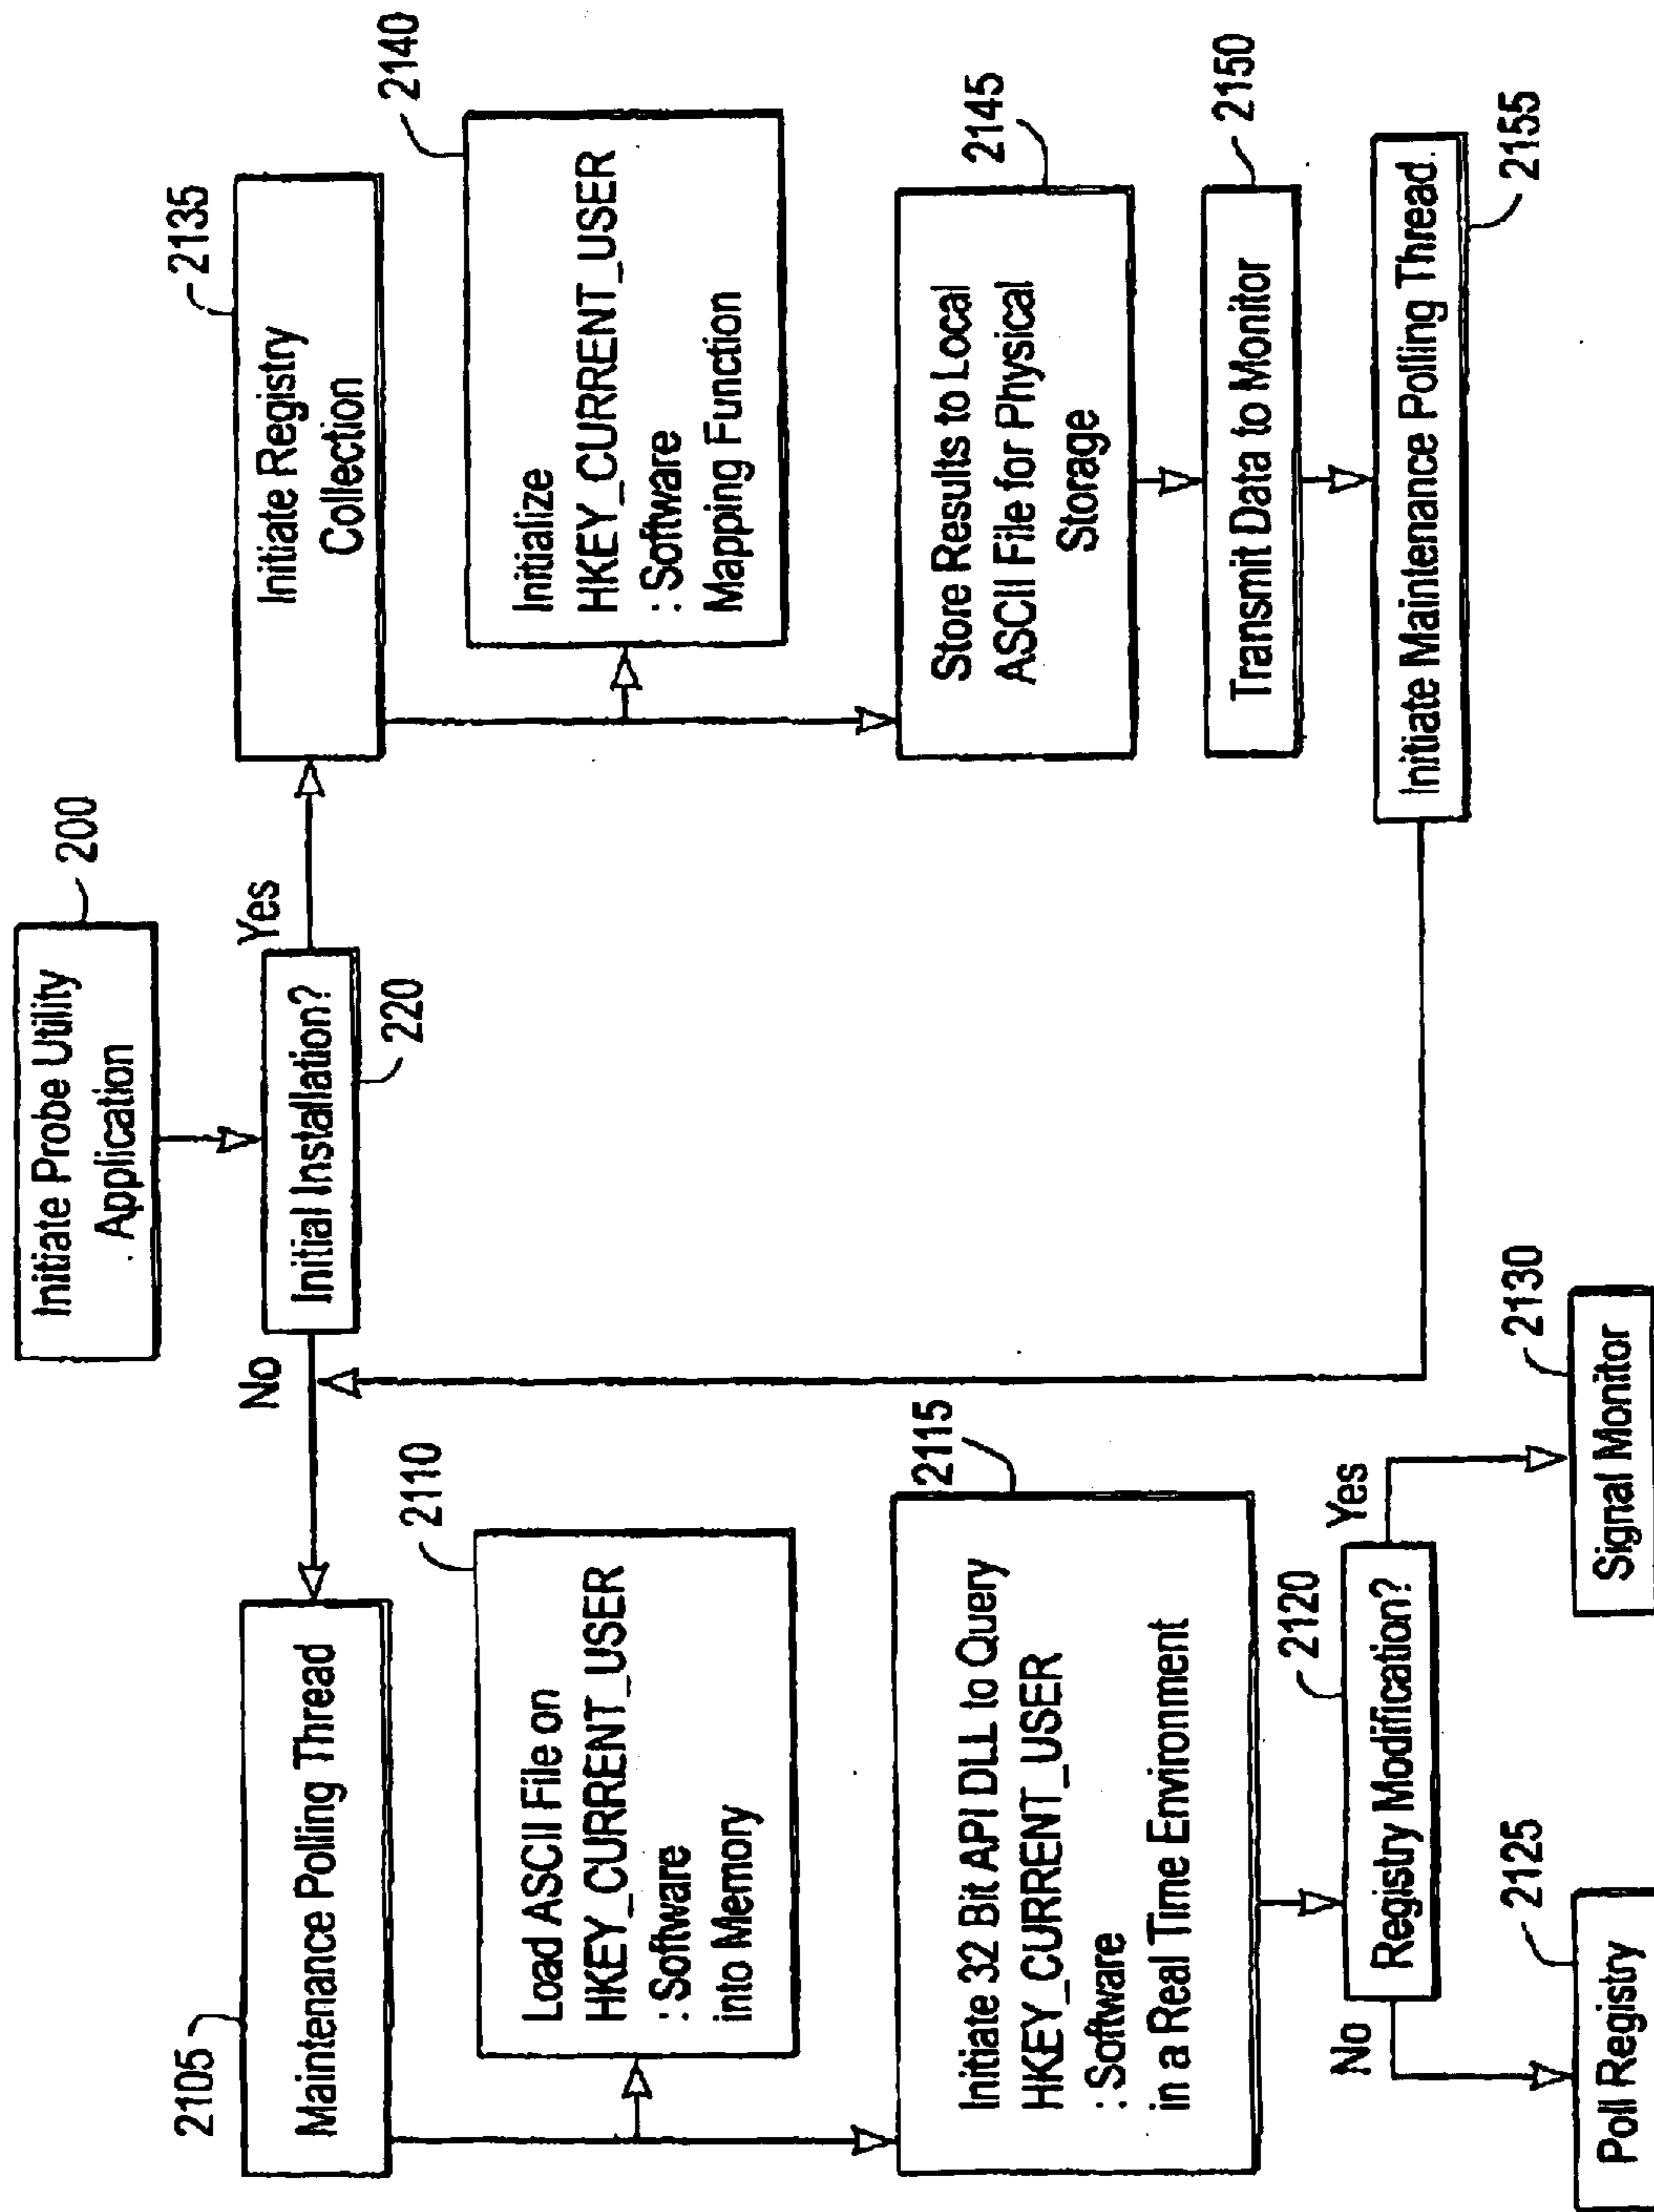 Initiate Probe Utility
Application
200
Initial Installation?
220
No
Yes
2105
Maintenance Polling Thread
2110
Load ASCII File on
HKEY_CURRENT_USER
: Software
into Memory
2115
Initiate 32 Bit API DLL to Query
HKEY_CURRENT_USER
: Software
in a Real Time Environment
2120
Registry Modification?
No
Yes
2125
Poll Registry
2130
Signal Monitor
2135
Initiate Registry
Collection
2140
Initialize
HKEY_CURRENT_USER
: Software
Mapping Function
2145
Store Results to Local
ASCII File for Physical
Storage
2150
Transmit Data to Monitor
2155
Initiate Maintenance Polling Thread